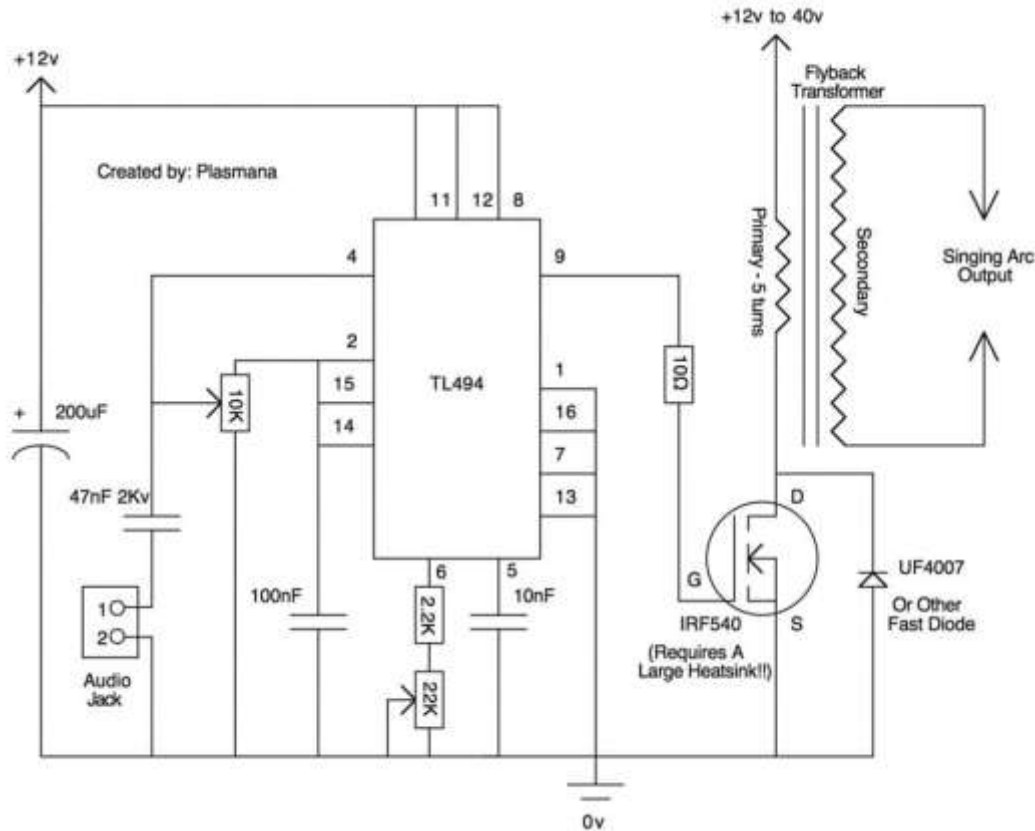 +12v to 40v
+12v
Flyback
Transformer
Created by: Plasmana
11
12
8
4
9
Primary - 5 turns
Secondary
Singing Arc
Output
2
1
10K
15
TL494
10Ω
16
+
200uF
14
7
47nF 2Kv
13
D
6
5
G
UF4007
100nF
2.2K
10nF
1
IRF540
S
Or Other
Fast Diode
2
(Requires A
Large Heatsink!!)
Audio
Jack
22K
0v